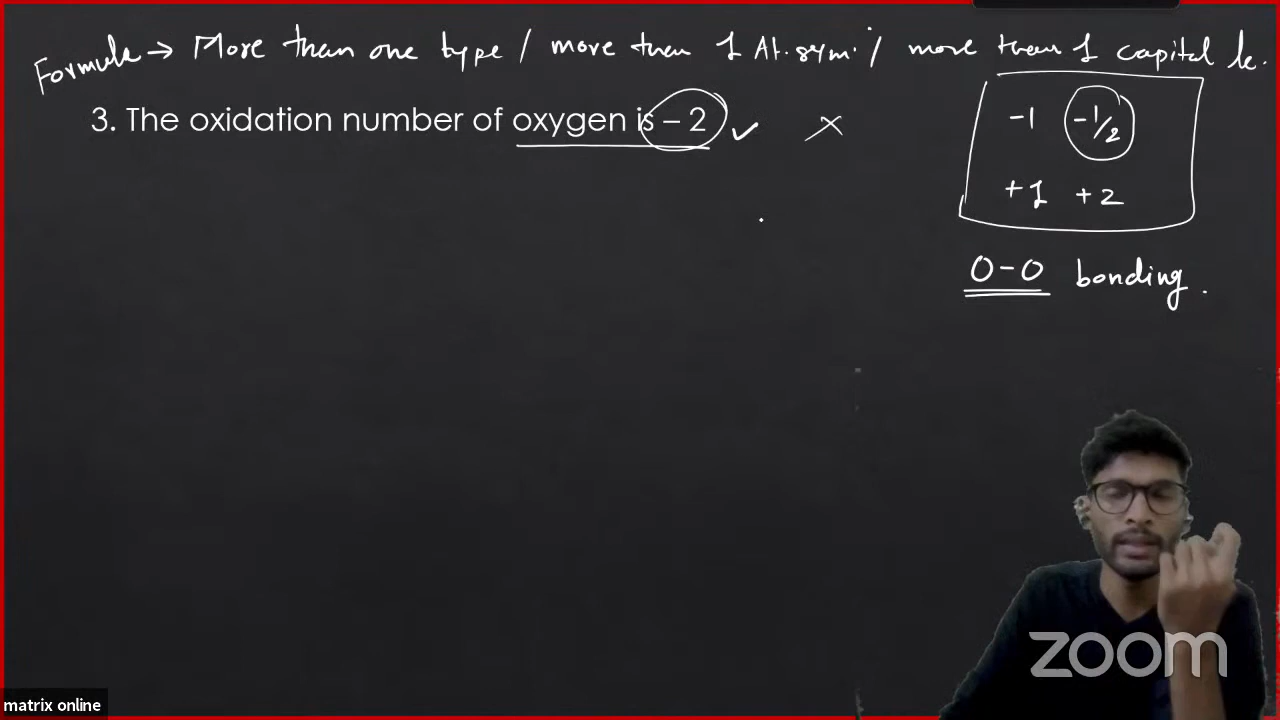 Formula → More than one type / more than 1 At. sym. / more than 1 capital le.
3. The oxidation number of oxygen is – 2 ✓ ×
-1 -1/2
+1 +2
O-O bonding.
zoom
matrix online